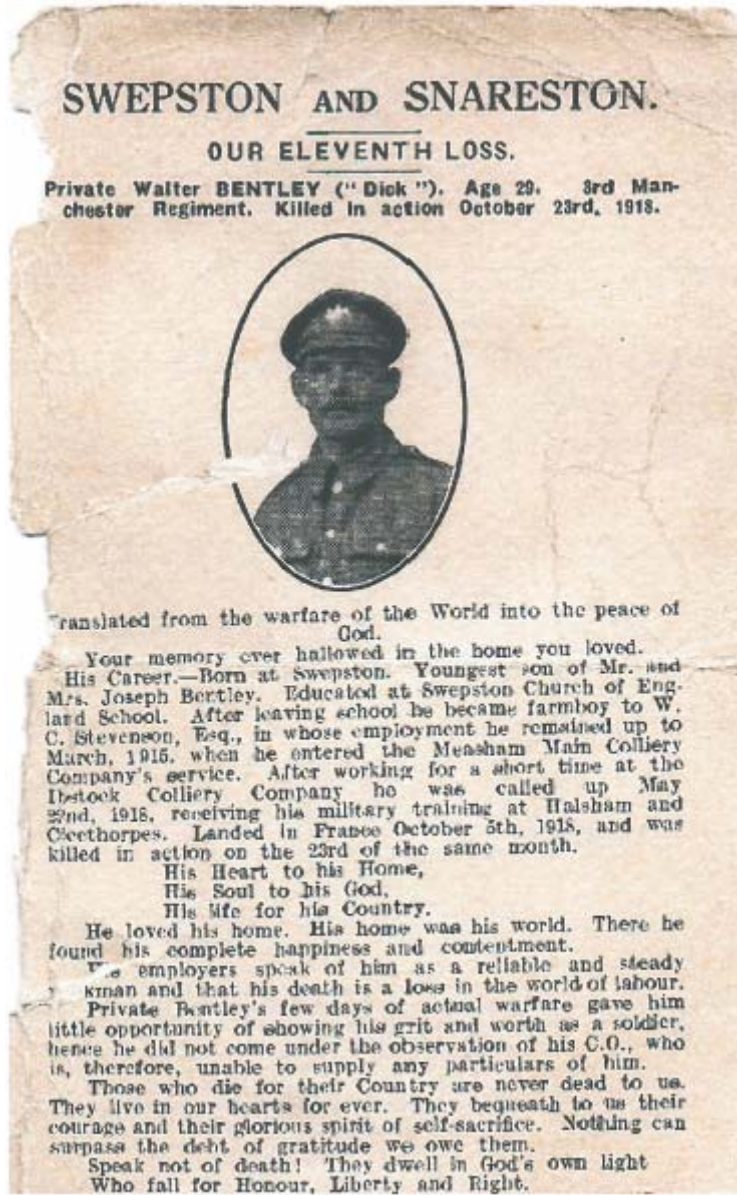 SWEPSTON AND SNARESTON.
OUR ELEVENTH LOSS.
Private Walter BENTLEY ("Dick"). Age 29. 3rd Man-
chester Regiment. Killed in action October 23rd, 1918.
ranslated from the warfare of the World into the peace of
God.
Your memory ever hallowed in the home you loved.
His Career.—Born at Swepston. Youngest son of Mr. and
Mrs. Joseph Bentley. Educated at Swepston Church of Eng-
land School. After leaving school he became farmboy to W.
C. Stevenson, Esq., in whose employment he remained up to
March, 1915, when he entered the Measham Main Colliery
Company's service. After working for a short time at the
Ibstock Colliery Company he was called up May
22nd, 1918, receiving his military training at Halsham and
Cleethorpes. Landed in France October 5th, 1918, and was
killed in action on the 23rd of the same month.
His Heart to his Home,
His Soul to his God,
His life for his Country.
He loved his home. His home was his world. There he
found his complete happiness and contentment.
employers speak of him as a reliable and steady
kman and that his death is a loss in the world of labour.
Private Bentley's few days of actual warfare gave him
little opportunity of showing his grit and worth as a soldier,
hence he did not come under the observation of his C.O., who
is, therefore, unable to supply any particulars of him.
Those who die for their Country are never dead to us.
They live in our hearts for ever. They bequeath to us their
courage and their glorious spirit of self-sacrifice. Nothing can
surpass the debt of gratitude we owe them.
Speak not of death! They dwell in God's own light
Who fall for Honour, Liberty and Right.